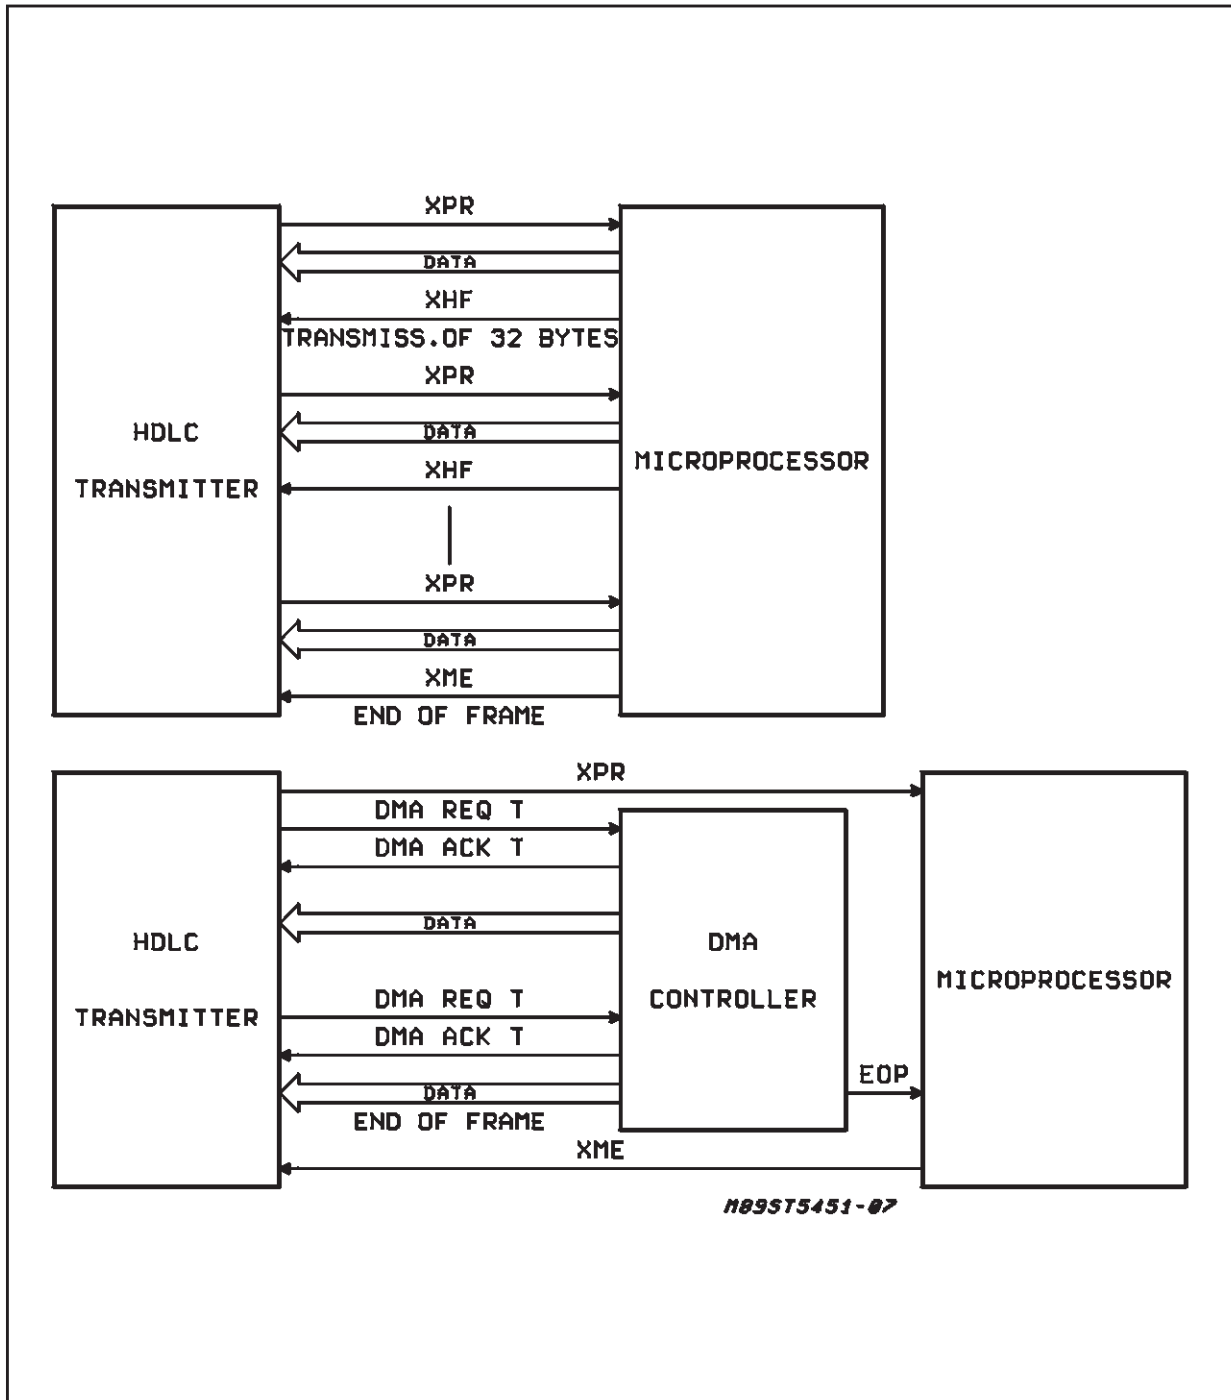 XPR
DATA
XHF
TRANSMISS.OF 32 BYTES
XPR
HDLC
DATA
MICROPROCESSOR
XHF
TRANSMITTER
XPR
DATA
XME
END OF FRAME
XPR
DMA REQ T
DMA ACK T
DATA
HDLC
DMA
MICROPROCESSOR
DMA REQ T
CONTROLLER
TRANSMITTER
DMA ACK T
EOP
DATA
END OF FRAME
XME
M89ST5451-07